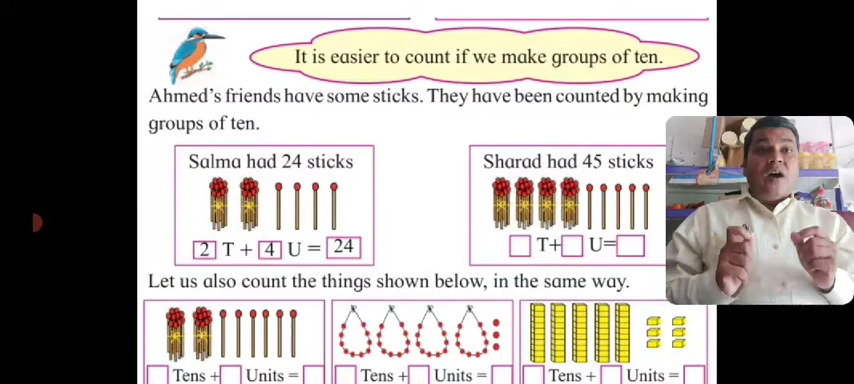 It is easier to count if we make groups of ten.
Ahmed's friends have some sticks. They have been counted by making
groups of ten.
Salma had 24 sticks
2 T + 4 U = 24
Sharad had 45 sticks
T+ U=
Let us also count the things shown below, in the same way.
Tens + Units =
Tens + Units =
Tens + Units =